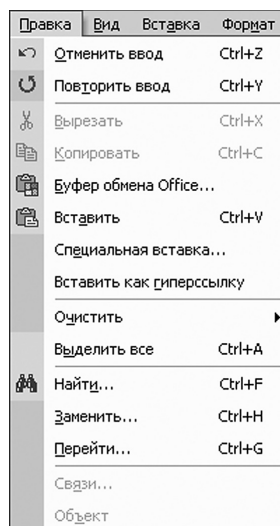 Правка Вид Вставка Формат
Отменить ввод Ctrl+Z
Повторить ввод Ctrl+Y
Вырезать Ctrl+X
Копировать Ctrl+C
Буфер обмена Office...
Вставить Ctrl+V
Специальная вставка...
Вставить как гиперссылку
Очистить
Выделить все Ctrl+A
Найти... Ctrl+F
Заменить... Ctrl+H
Перейти... Ctrl+G
Связи...
Объект